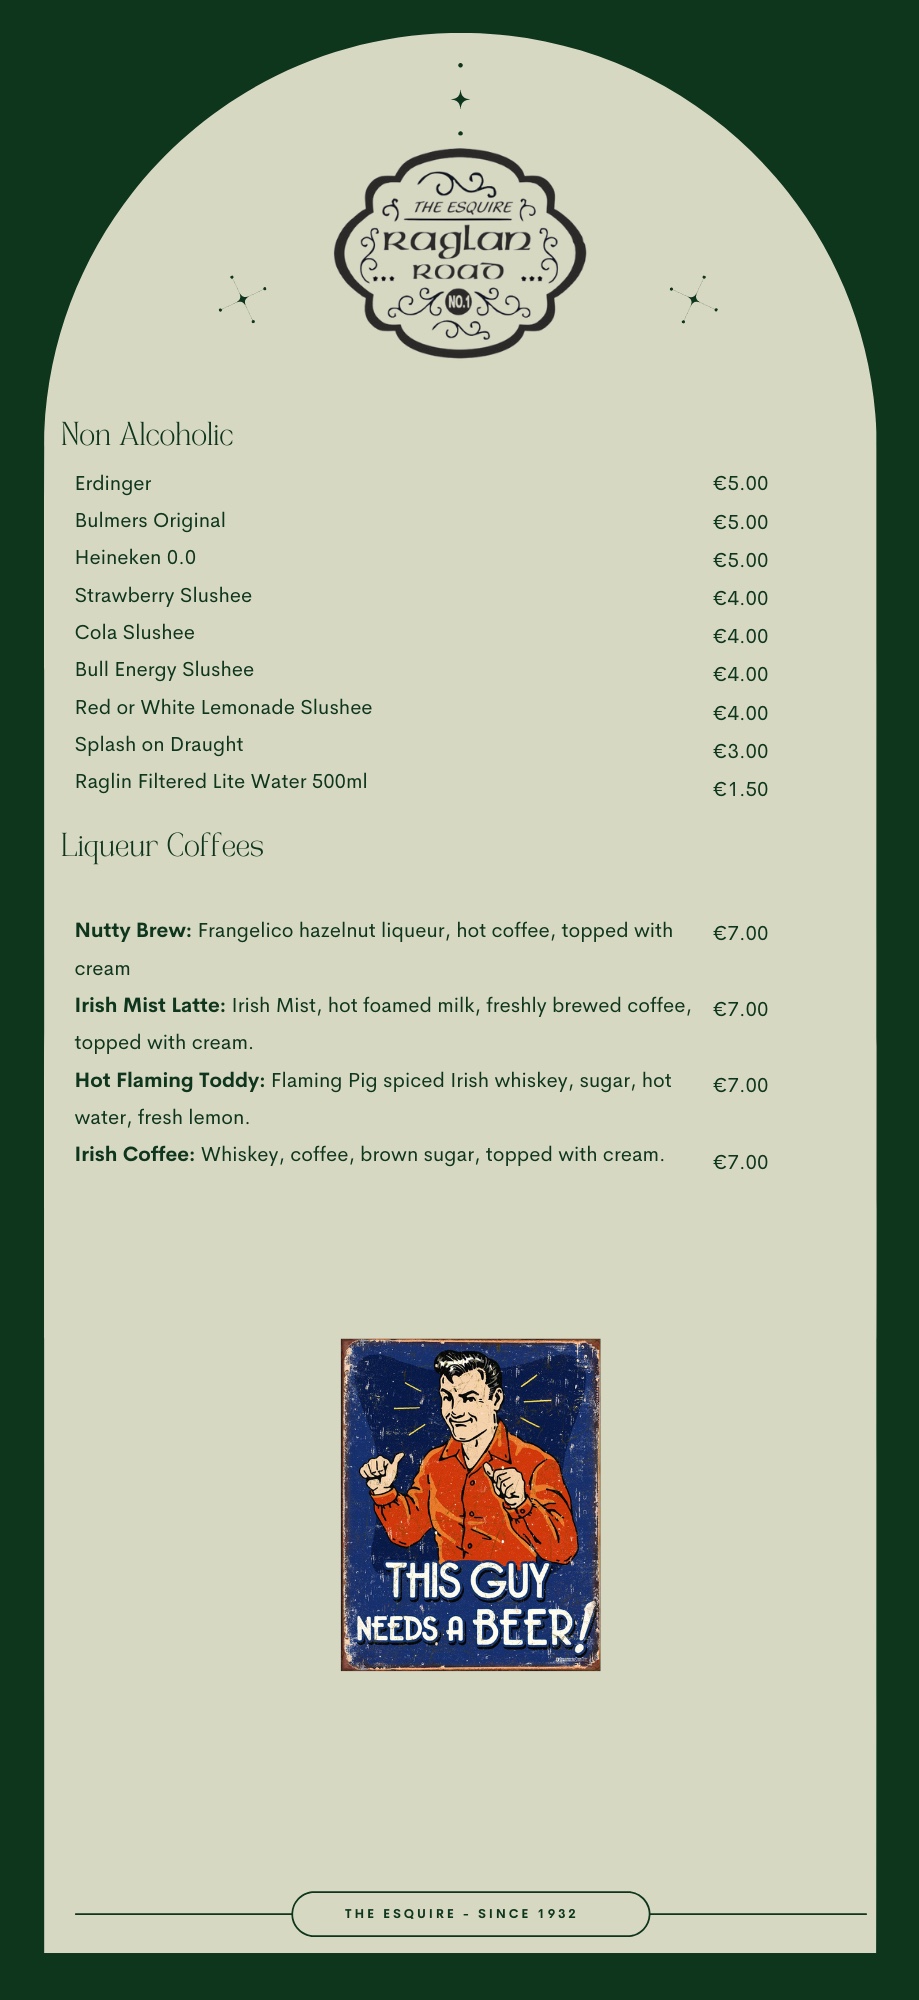 THE ESQUIRE
Raglan
ROAD
NO.1
Non Alcoholic
Erdinger €5.00
Bulmers Original €5.00
Heineken 0.0 €5.00
Strawberry Slushee €4.00
Cola Slushee €4.00
Bull Energy Slushee €4.00
Red or White Lemonade Slushee €4.00
Splash on Draught €3.00
Raglin Filtered Lite Water 500ml €1.50
Liqueur Coffees
Nutty Brew: Frangelico hazelnut liqueur, hot coffee, topped with €7.00
cream
Irish Mist Latte: Irish Mist, hot foamed milk, freshly brewed coffee, €7.00
topped with cream.
Hot Flaming Toddy: Flaming Pig spiced Irish whiskey, sugar, hot €7.00
water, fresh lemon.
Irish Coffee: Whiskey, coffee, brown sugar, topped with cream. €7.00
THIS GUY
NEEDS A BEER!
THE ESQUIRE - SINCE 1932